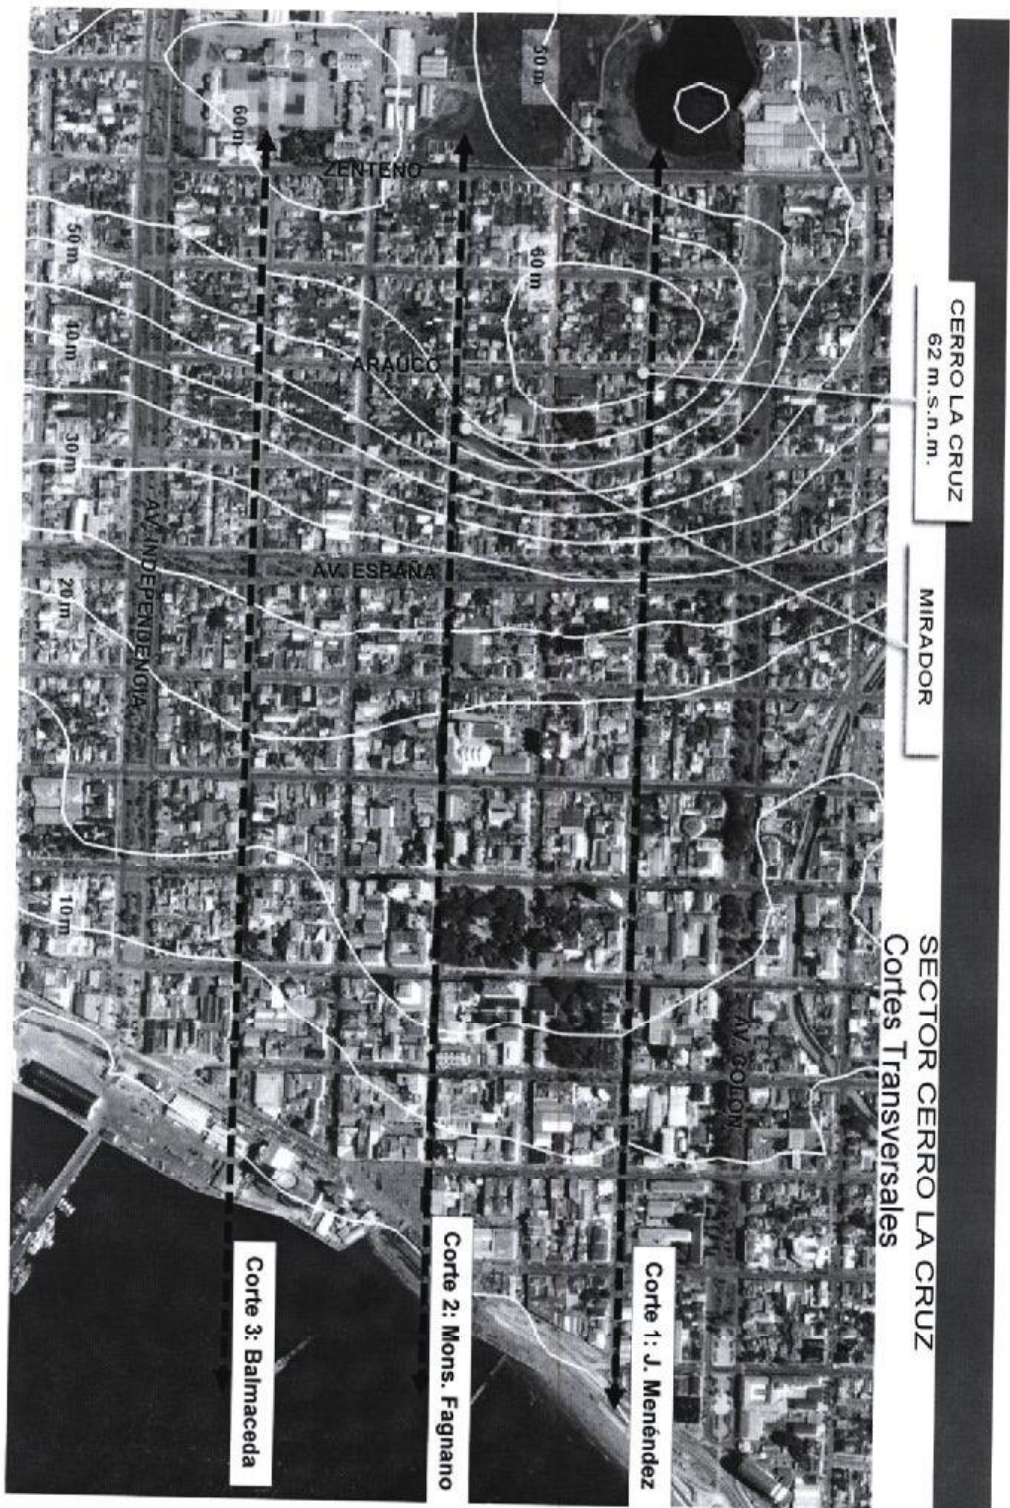 SECTOR CERRO LA CRUZ
Cortes Transversales
CERRO LA CRUZ
62 m.s.n.m.
MIRADOR
50 m
60 m
ZENTENO
60 m
50 m
40 m
ARAUCO
30 m
AV. ESPAÑA
AV. INDEPENDENCIA
20 m
10 m
AV. COLON
Corte 1: J. Menéndez
Corte 2: Mons. Fagnano
Corte 3: Balmaceda